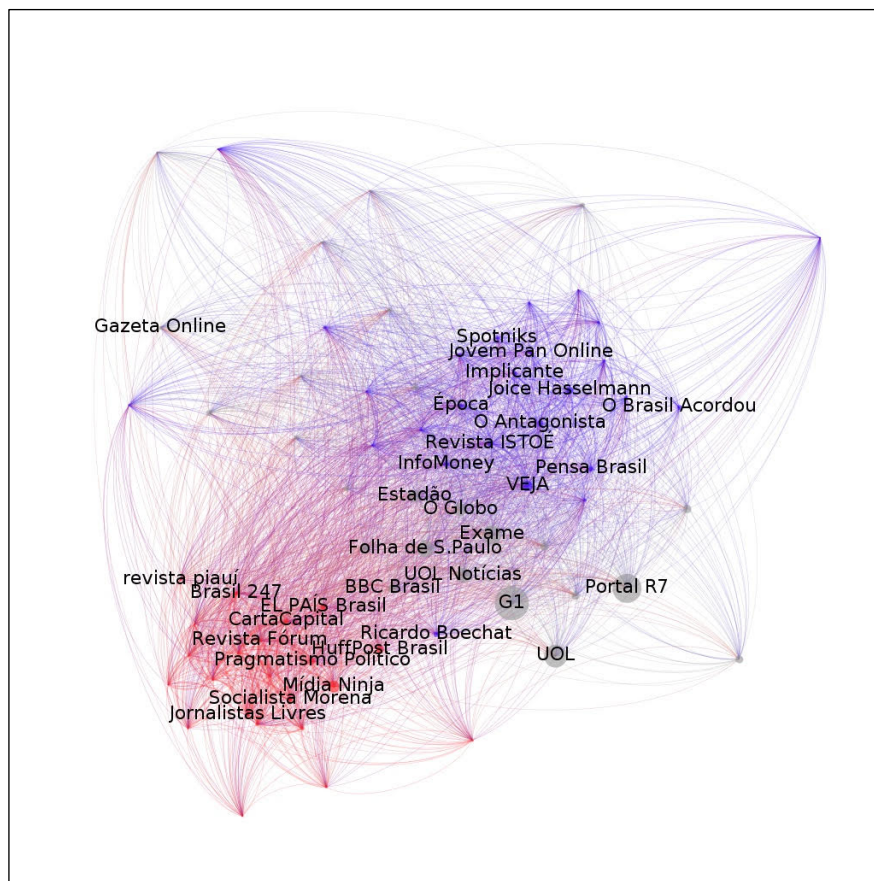 Gazeta Online
Spotniks
Jovem Pan Online
Implicante
Joice Hasselmann
Época
O Brasil Acordou
O Antagonista
Revista ISTOÉ
InfoMoney
Pensa Brasil
VEJA
Estadão
O Globo
Exame
Folha de S.Paulo
UOL Notícias
revista piauí
BBC Brasil
Portal R7
Brasil 247
EL PAÍS Brasil
G1
CartaCapital
Ricardo Boechat
Revista Fórum
HuffPost Brasil
UOL
Pragmatismo Político
Mídia Ninja
Socialista Morena
Jornalistas Livres